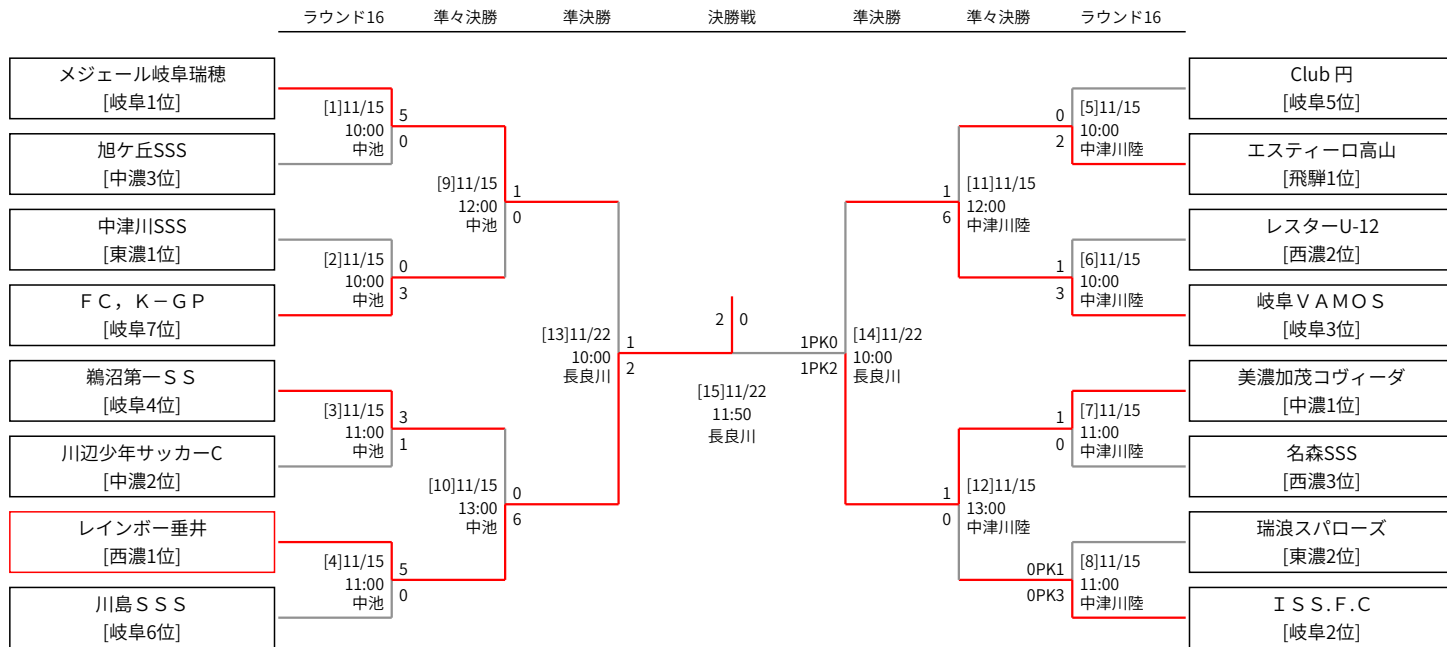 ラウンド16 準々決勝 準決勝 決勝戦 準決勝 準々決勝 ラウンド16
メジェール岐阜瑞穂
[岐阜1位]
旭ケ丘SSS
[中濃3位]
中津川SSS
[東濃1位]
ＦＣ，Ｋ－ＧＰ
[岐阜7位]
鵜沼第一ＳＳ
[岐阜4位]
川辺少年サッカーC
[中濃2位]
レインボー垂井
[西濃1位]
川島ＳＳＳ
[岐阜6位]
[1]11/15
10:00
中池
5
0
[2]11/15
10:00
中池
0
3
[3]11/15
11:00
中池
3
1
[4]11/15
11:00
中池
5
0
[9]11/15
12:00
中池
1
0
[10]11/15
13:00
中池
0
6
[13]11/22
10:00
長良川
1
2
2 0
[15]11/22
11:50
長良川
1PK0
1PK2
[14]11/22
10:00
長良川
1
6
[11]11/15
12:00
中津川陸
1
0
[12]11/15
13:00
中津川陸
0
2
[5]11/15
10:00
中津川陸
1
3
[6]11/15
10:00
中津川陸
1
0
[7]11/15
11:00
中津川陸
0PK1
0PK3
[8]11/15
11:00
中津川陸
Club 円
[岐阜5位]
エスティーロ高山
[飛騨1位]
レスターU-12
[西濃2位]
岐阜ＶＡＭＯＳ
[岐阜3位]
美濃加茂コヴィーダ
[中濃1位]
名森SSS
[西濃3位]
瑞浪スパローズ
[東濃2位]
ＩＳＳ.Ｆ.Ｃ
[岐阜2位]